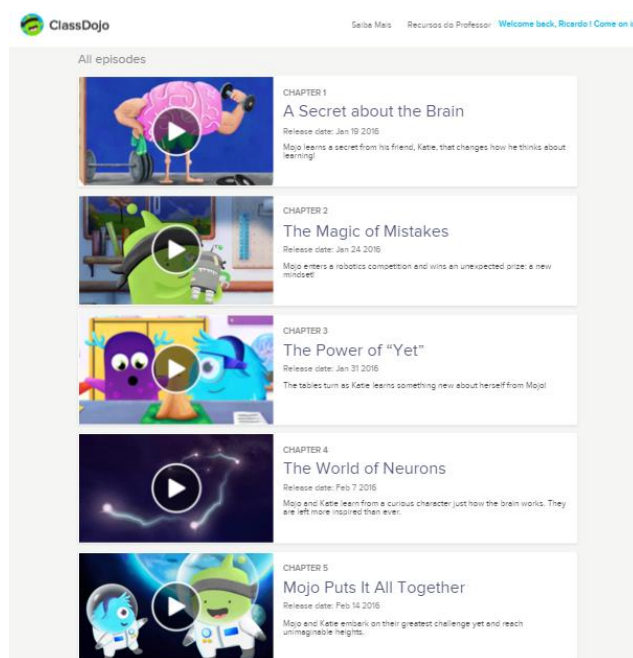 ClassDojo
Saiba Mais Recursos do Professor Welcome back, Ricardo ! Come on
All episodes
CHAPTER 1
A Secret about the Brain
Release date: Jan 19 2016
Mojo learns a secret from his friend, Katie, that changes how he thinks about
learning!
CHAPTER 2
The Magic of Mistakes
Release date: Jan 24 2016
Mojo enters a robotics competition and wins an unexpected prize: a new
mindset!
CHAPTER 3
The Power of “Yet”
Release date: Jan 31 2016
The tables turn as Katie learns something new about herself from Mojo!
CHAPTER 4
The World of Neurons
Release date: Feb 7 2016
Mojo and Katie learn from a curious character just how the brain works. They
are left more inspired than ever.
CHAPTER 5
Mojo Puts It All Together
Release date: Feb 14 2016
Mojo and Katie embark on their greatest challenge yet and reach
unimaginable heights.